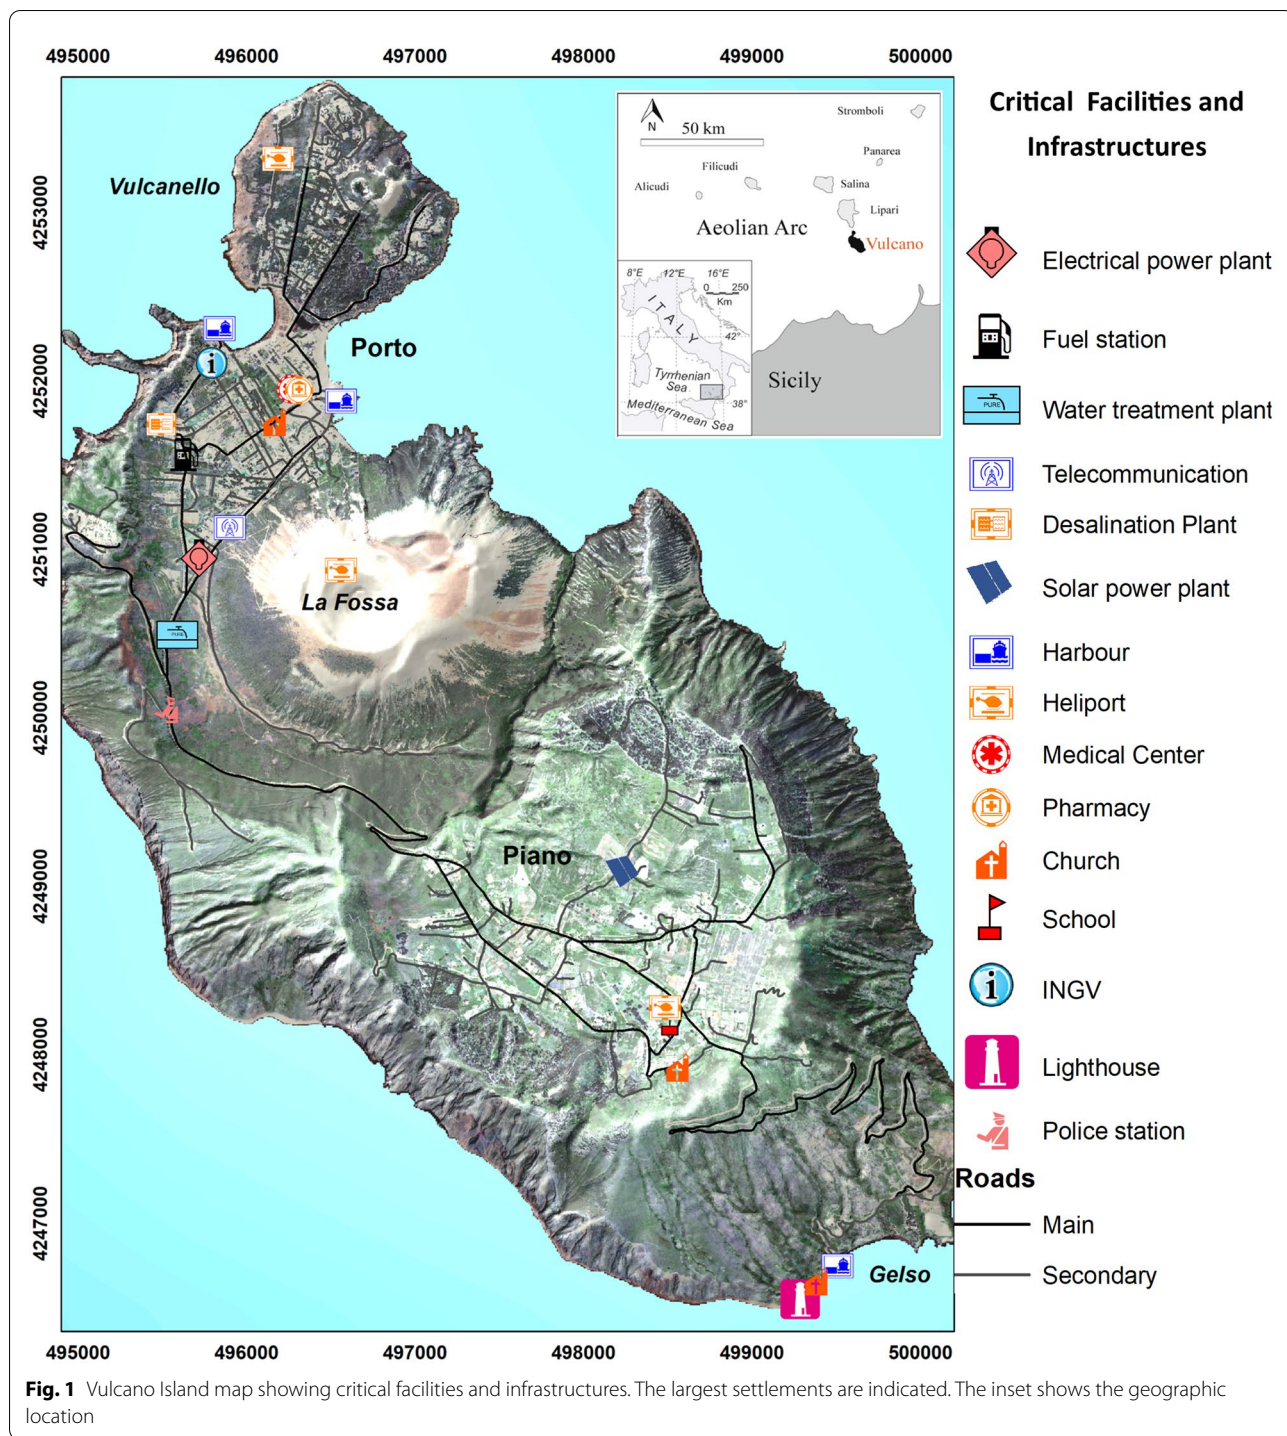 495000 496000 497000 498000 499000 500000
4253000
4252000
4251000
4250000
4249000
4248000
4247000
Vulcanello
Porto
La Fossa
Piano
Gelso
PURE
N
50 km
Stromboli
Panarea
Filicudi
Alicudi
Salina
Lipari
Aeolian Arc
Vulcano
8°E 12°E 16°E
0 250
Km
ITALY
42°
Tyrrhenian
Sea
38°
Mediterranean Sea
Sicily
495000 496000 497000 498000 499000 500000
Critical Facilities and
Infrastructures
Electrical power plant
Fuel station
PURE
Water treatment plant
Telecommunication
Desalination Plant
Solar power plant
Harbour
Heliport
Medical Center
Pharmacy
Church
School
INGV
Lighthouse
Police station
Roads
Main
Secondary
Fig. 1 Vulcano Island map showing critical facilities and infrastructures. The largest settlements are indicated. The inset shows the geographic
location